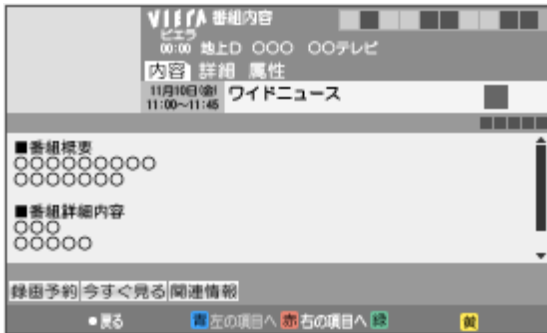 VIErA 番組内容
ビエラ
00:00 地上D ○○○ ○○テレビ
内容 詳細 属性
11月10日(金)
11:00~11:45
ワイドニュース
■番組概要
○○○○○○○○○
○○○○○○○
■番組詳細内容
○○○
○○○○○
録画予約 今すぐ見る 関連情報
●戻る 青 左の項目へ 赤 右の項目へ 緑 黄